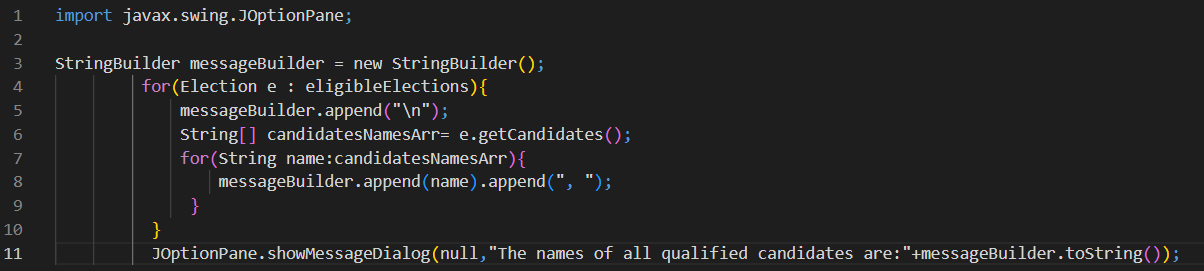 1 import javax.swing.JOptionPane;
2
3 StringBuilder messageBuilder = new StringBuilder();
4 for(Election e : eligibleElections){
5 messageBuilder.append("\n");
6 String[] candidatesNamesArr= e.getCandidates();
7 for(String name:candidatesNamesArr){
8 messageBuilder.append(name).append(", ");
9 }
10 }
11 JOptionPane.showMessageDialog(null,"The names of all qualified candidates are:"+messageBuilder.toString());